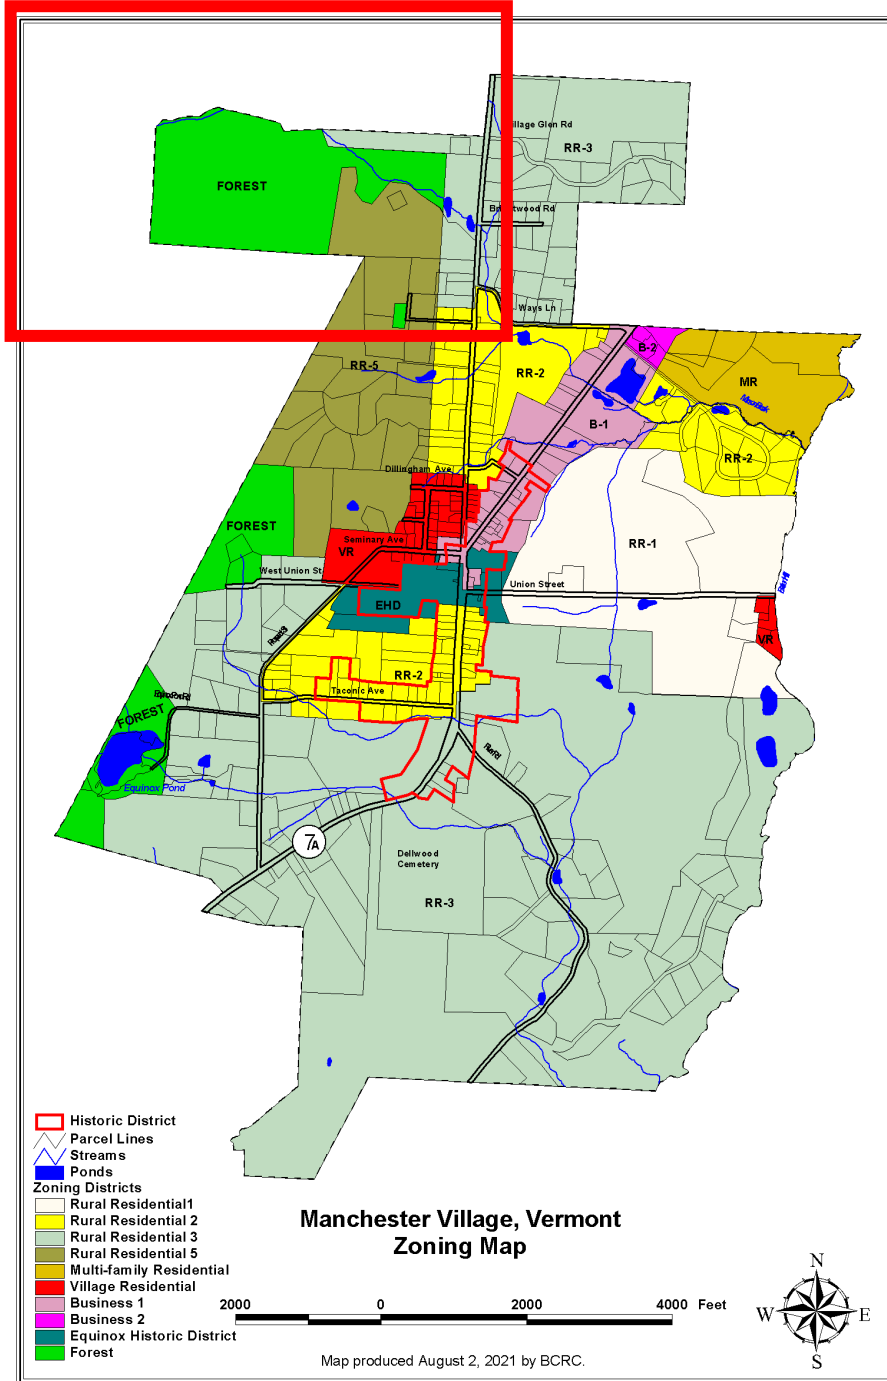 Village Glen Rd
RR-3
FOREST
Brentwood Rd
Ways Ln
B-2
RR-5
RR-2
MR
B-1
RR-2
Dillingham Ave
FOREST
Seminary Ave
VR
RR-1
West Union St
Union Street
EHD
VR
RR-2
Taconic Ave
FOREST
Equinox Pond
7A
Dellwood
Cemetery
RR-3
Historic District
Parcel Lines
Streams
Ponds
Zoning Districts
Rural Residential1
Rural Residential 2
Rural Residential 3
Rural Residential 5
Multi-family Residential
Village Residential
Business 1
Business 2
Equinox Historic District
Forest
Manchester Village, Vermont
Zoning Map
2000 0 2000 4000 Feet
Map produced August 2, 2021 by BCRC.
N
W E
S